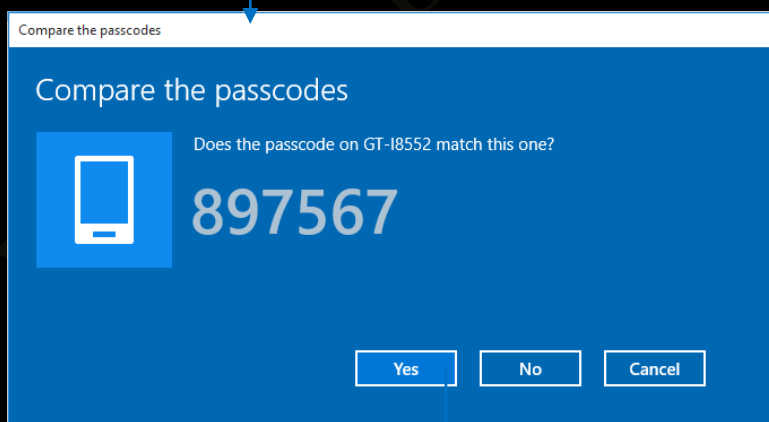 Compare the passcodes
Compare the passcodes
Does the passcode on GT-I8552 match this one?
897567
Yes No Cancel